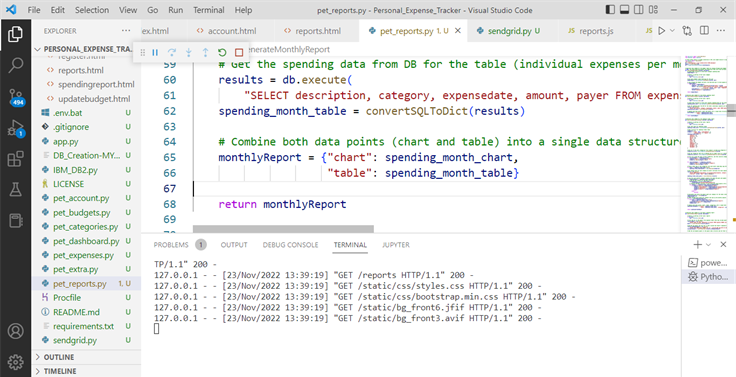 File Edit Selection View Go Run ··· pet_reports.py - Personal_Expense_Tracker - Visual Studio Code
EXPLORER ···
ex.html account.html reports.html pet_reports.py 1, U sendgrid.py U reports.js
PERSONAL_EXPENSE_TRA...
enerateMonthlyReport
register.html
reports.html U
spendingreport.html
updatebudget.html U
.env.bat U
.gitignore U
app.py U
DB_Creation-MY... U
IBM_DB2.py U
LICENSE U
pet_account.py U
pet_budgets.py U
pet_categories.py U
pet_dashboard.py U
pet_expenses.py U
pet_extra.py U
pet_reports.py 1, U
Procfile U
README.md U
requirements.txt U
sendgrid.py U
OUTLINE
TIMELINE
494
1
59 # Get the spending data from DB for the table (individual expenses per mo
60 results = db.execute(
61 "SELECT description, category, expensedate, amount, payer FROM expens
62 spending_month_table = convertSQLToDict(results)
63
64 # Combine both data points (chart and table) into a single data structure
65 monthlyReport = {"chart": spending_month_chart,
66 "table": spending_month_table}
67
68 return monthlyReport
69
PROBLEMS 1 OUTPUT DEBUG CONSOLE TERMINAL JUPYTER
TP/1.1" 200 -
127.0.0.1 - - [23/Nov/2022 13:39:19] "GET /reports HTTP/1.1" 200 -
127.0.0.1 - - [23/Nov/2022 13:39:19] "GET /static/css/styles.css HTTP/1.1" 200 -
127.0.0.1 - - [23/Nov/2022 13:39:19] "GET /static/css/bootstrap.min.css HTTP/1.1" 200 -
127.0.0.1 - - [23/Nov/2022 13:39:19] "GET /static/bg_front6.jfif HTTP/1.1" 200 -
127.0.0.1 - - [23/Nov/2022 13:39:19] "GET /static/bg_front3.avif HTTP/1.1" 200 -
powe...
Pytho...